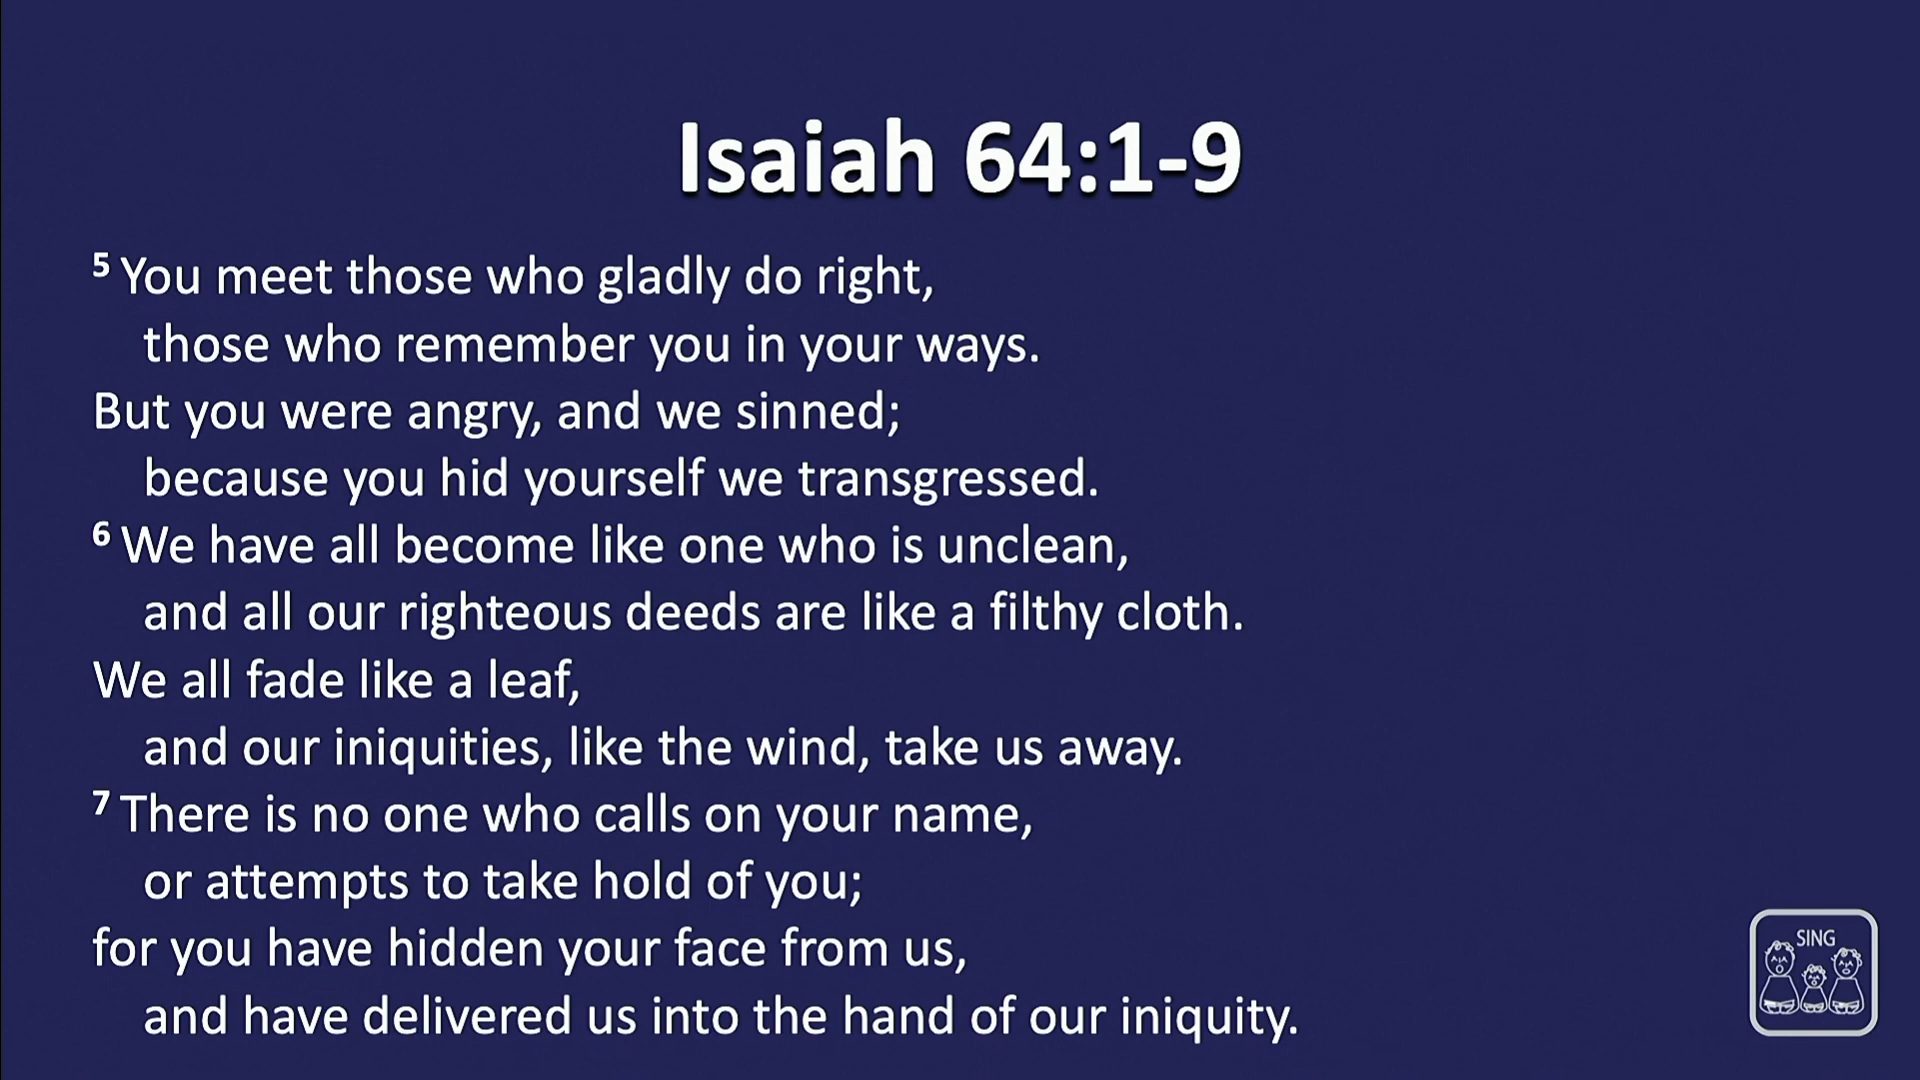 Isaiah 64:1-9
5 You meet those who gladly do right,
those who remember you in your ways.
But you were angry, and we sinned;
because you hid yourself we transgressed.
6 We have all become like one who is unclean,
and all our righteous deeds are like a filthy cloth.
We all fade like a leaf,
and our iniquities, like the wind, take us away.
7 There is no one who calls on your name,
or attempts to take hold of you;
for you have hidden your face from us,
and have delivered us into the hand of our iniquity.
SING